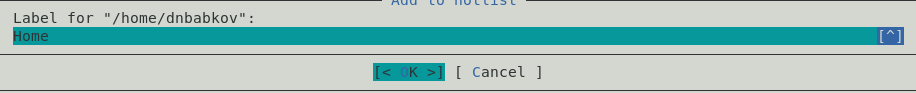 Add to hotlist
Label for "/home/dnbabkov":
Home [^]
[< OK >] [ Cancel ]